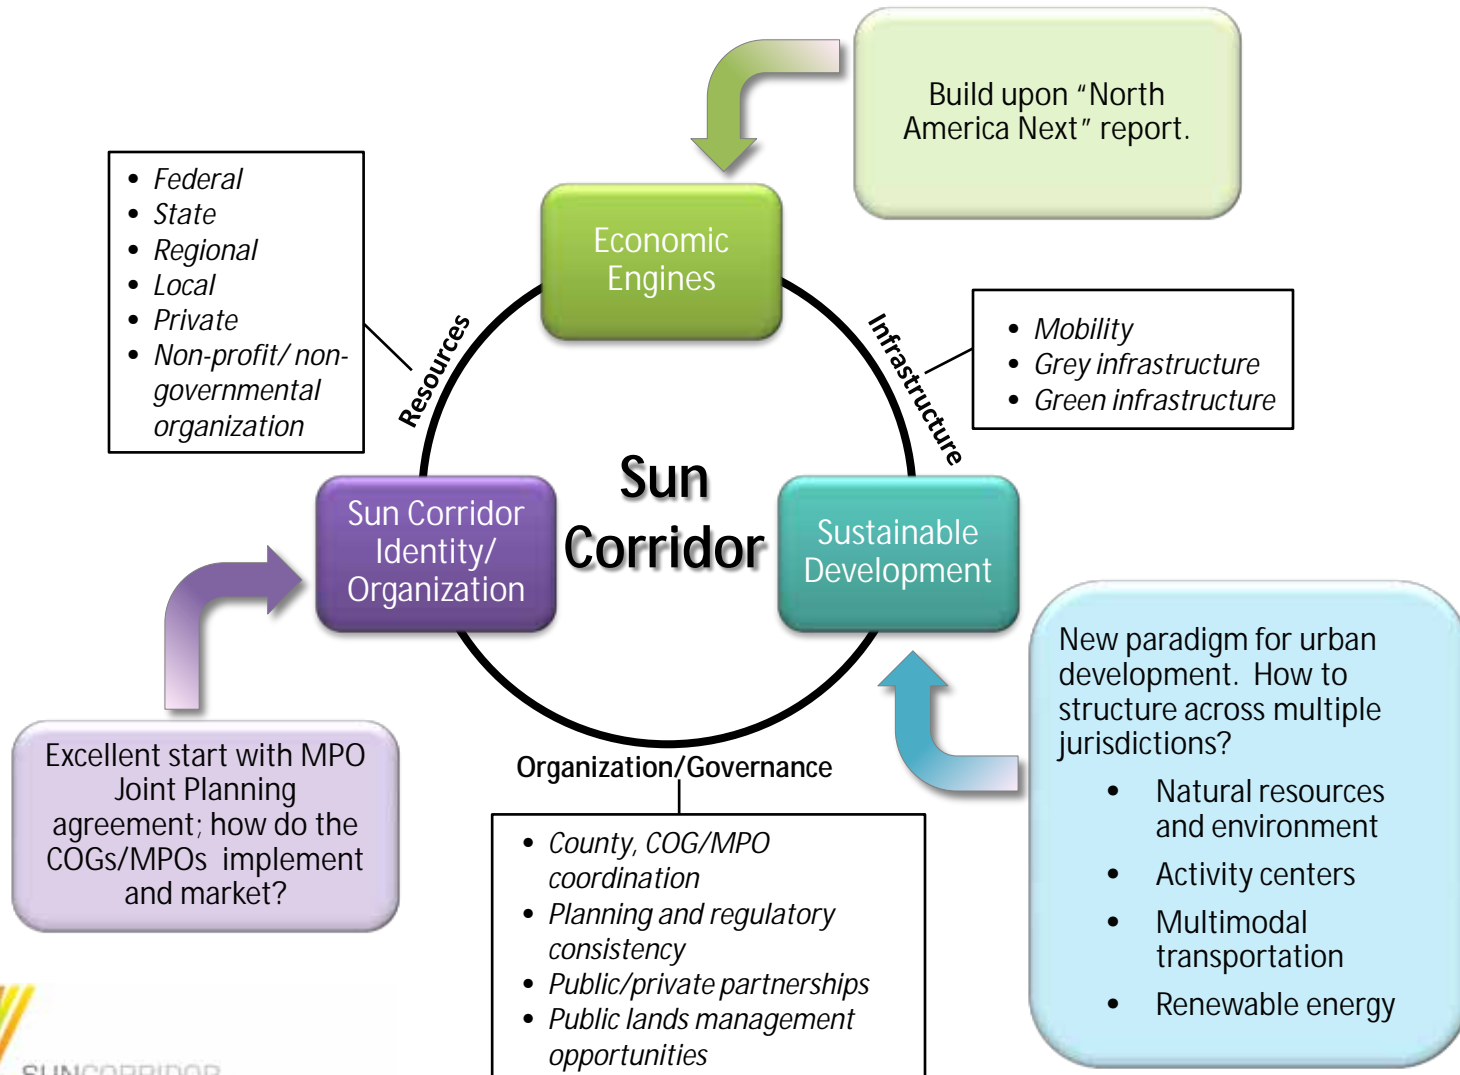 Build upon “North
America Next” report.
• Federal
• State
• Regional
• Local
• Private
• Non-profit/ non-
governmental
organization
Economic
Engines
Resources
Infrastructure
• Mobility
• Grey infrastructure
• Green infrastructure
Sun
Corridor
Sun Corridor
Identity/
Organization
Sustainable
Development
New paradigm for urban
development.  How to
structure across multiple
jurisdictions?
• Natural resources
and environment
• Activity centers
• Multimodal
transportation
• Renewable energy
Excellent start with MPO
Joint Planning
agreement; how do the
COGs/MPOs  implement
and market?
Organization/Governance
• County, COG/MPO
coordination
• Planning and regulatory
consistency
• Public/private partnerships
• Public lands management
opportunities
SUNCORRIDOR